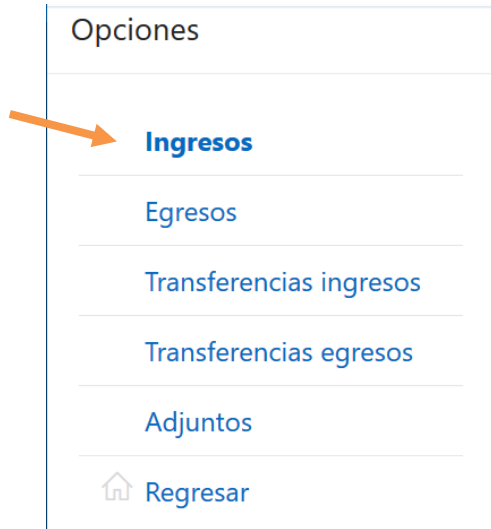 Opciones
Ingresos
Egresos
Transferencias ingresos
Transferencias egresos
Adjuntos
Regresar